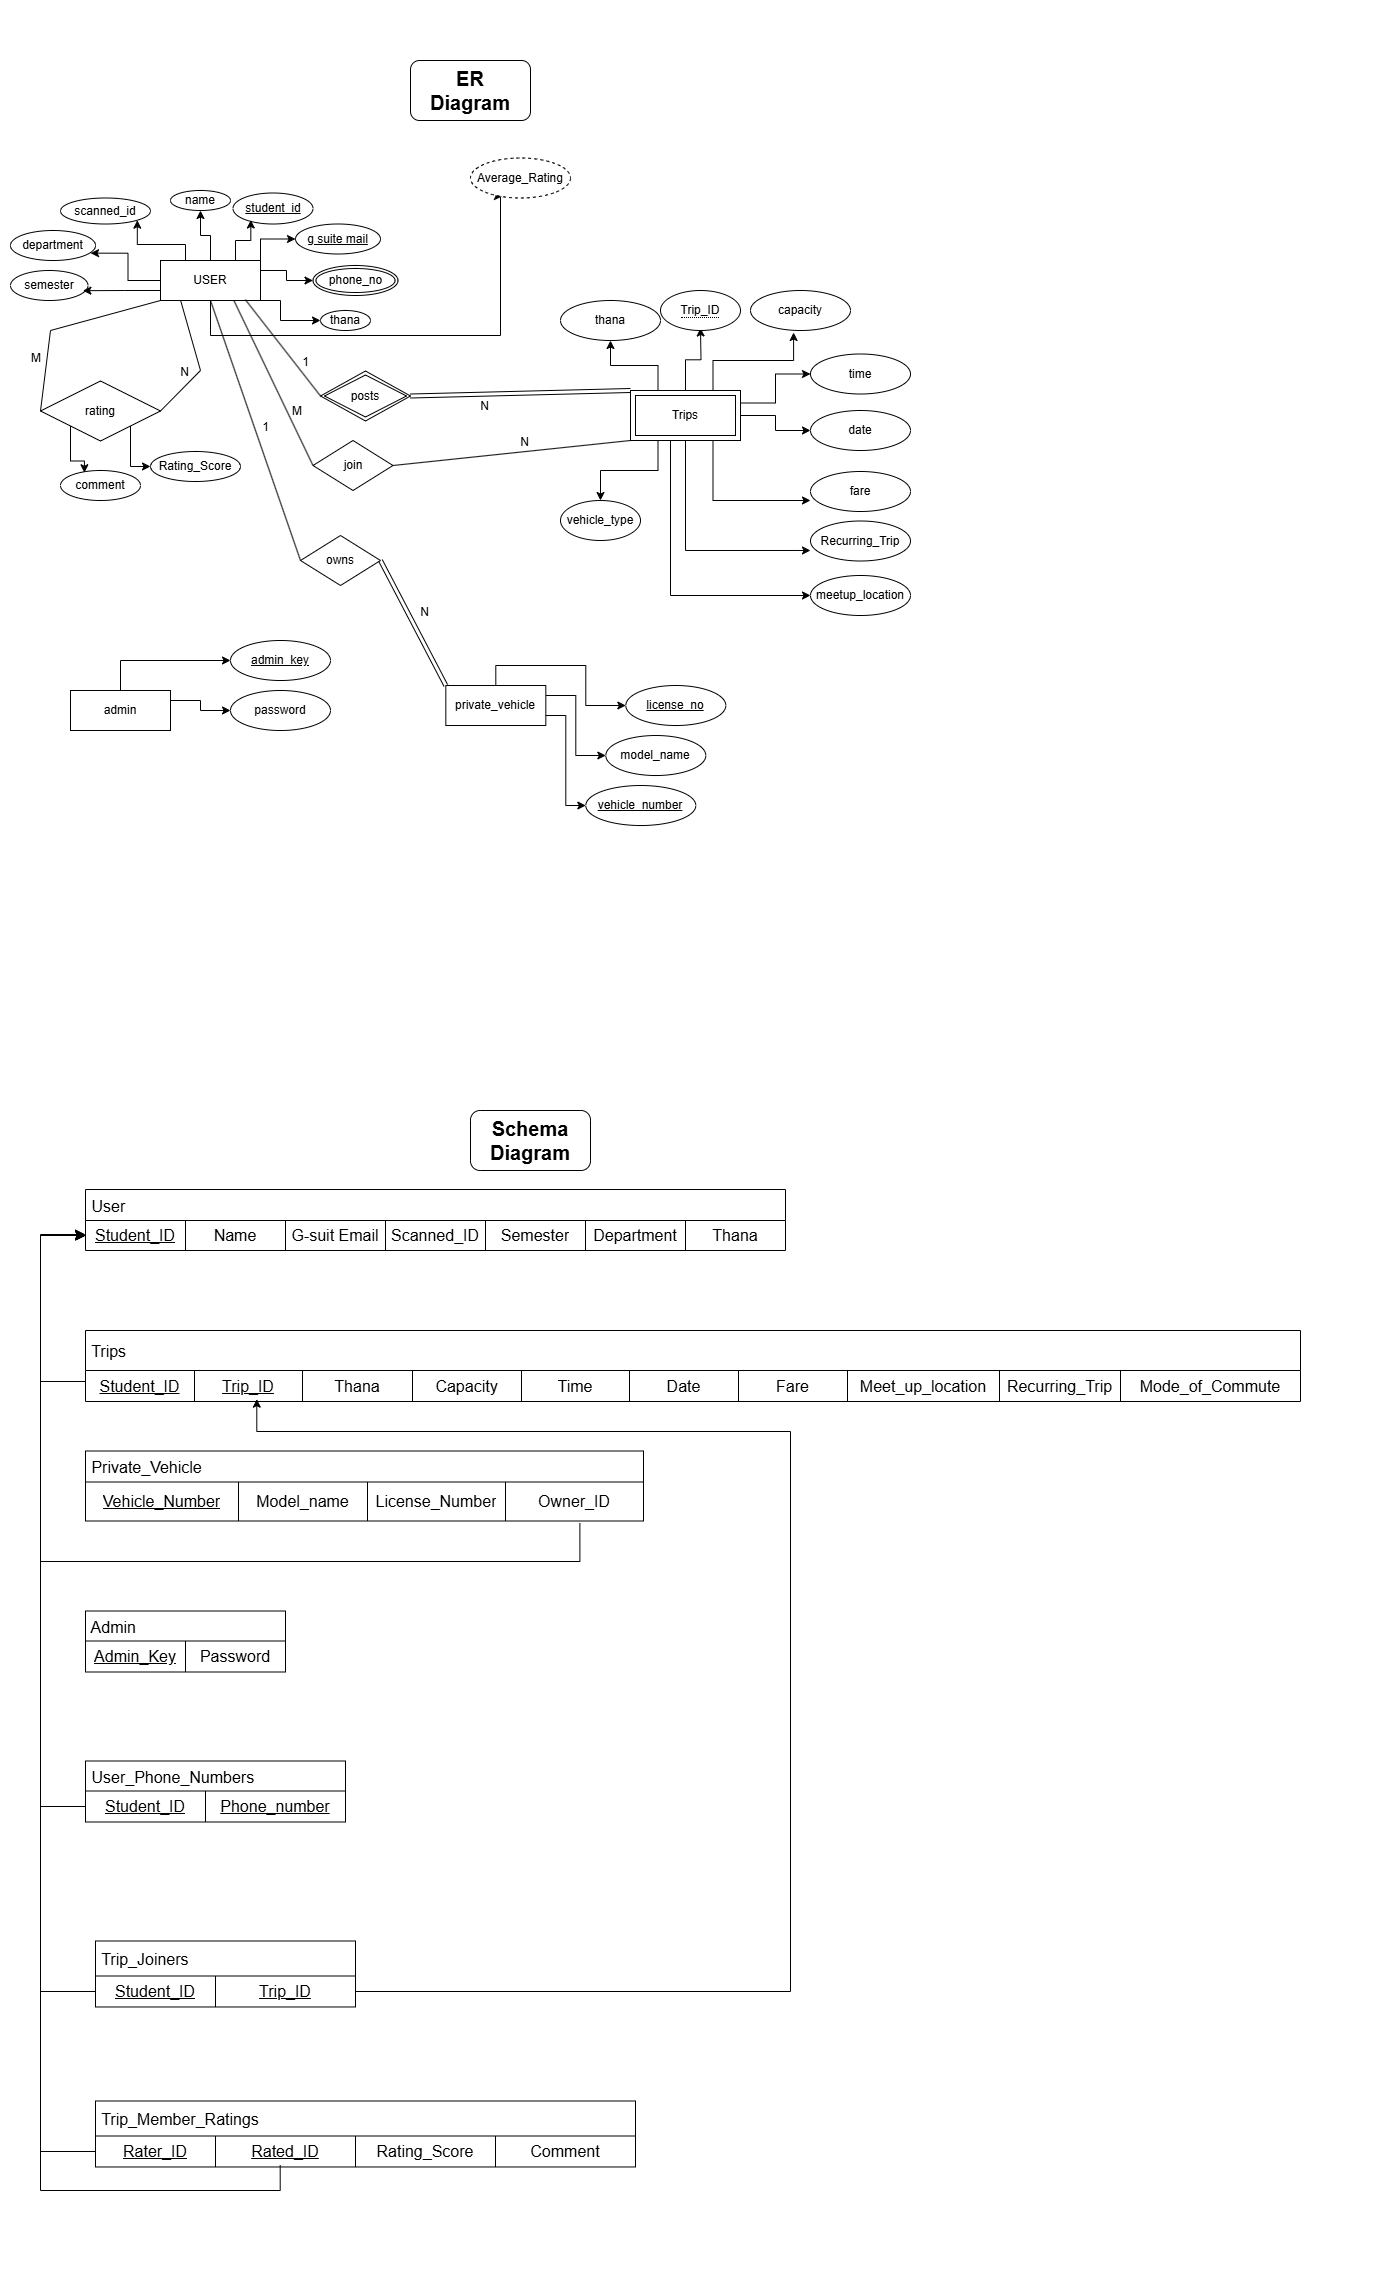 ER
Diagram
Average_Rating
name
student_id
scanned_id
g suite mail
department
USER
phone_no
semester
thana
thana
Trip_ID
capacity
M
N
1
time
posts
N
rating
M
Trips
1
date
N
join
Rating_Score
comment
fare
vehicle_type
Recurring_Trip
owns
meetup_location
N
admin_key
admin
password
private_vehicle
license_no
model_name
vehicle_number
Schema
Diagram
User
Student_ID Name G-suit Email Scanned_ID Semester Department Thana
Trips
Student_ID Trip_ID Thana Capacity Time Date Fare Meet_up_location Recurring_Trip Mode_of_Commute
Private_Vehicle
Vehicle_Number Model_name License_Number Owner_ID
Admin
Admin_Key Password
User_Phone_Numbers
Student_ID Phone_number
Trip_Joiners
Student_ID Trip_ID
Trip_Member_Ratings
Rater_ID Rated_ID Rating_Score Comment